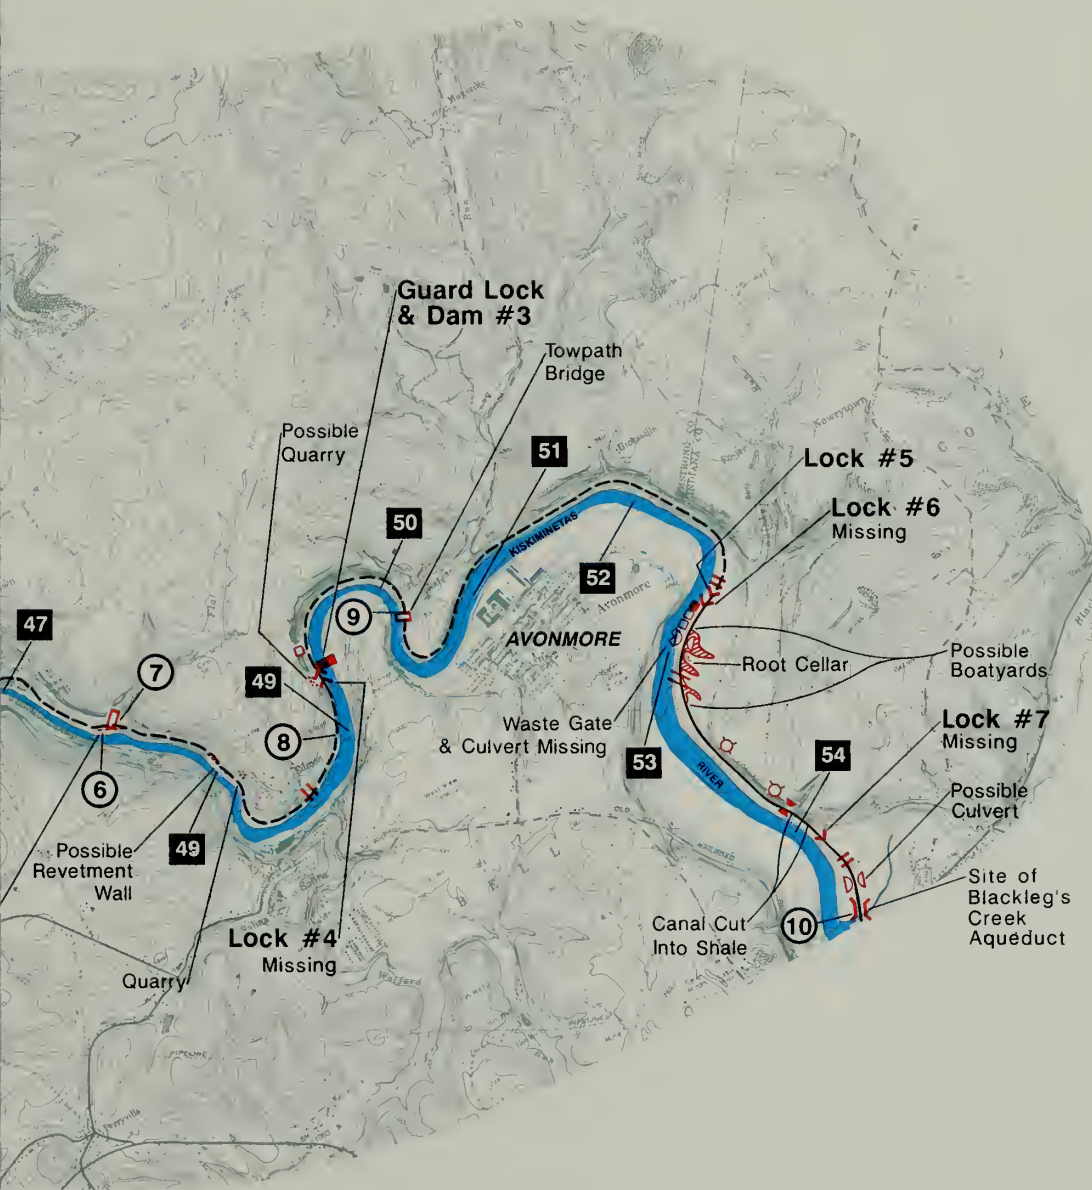 Guard Lock
& Dam #3
Towpath
Bridge
Possible
Quarry
51
Lock #5
50
Lock #6
Missing
KISKIMINETAS
52
47
9
Avonmore
AVONMORE
7
49
Root Cellar
Possible
Boatyards
8
Waste Gate
& Culvert Missing
Lock #7
Missing
6
53
54
RIVER
Possible
Culvert
49
Possible
Revetment
Wall
Site of
Blackleg's
Creek
Aqueduct
Canal Cut
Into Shale
10
Lock #4
Missing
Quarry
Perryville